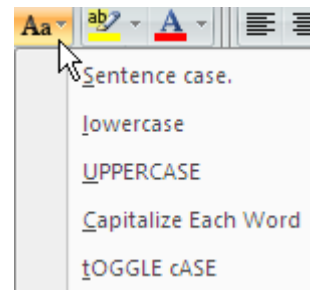 Aa ab A
Sentence case.
lowercase
UPPERCASE
Capitalize Each Word
tOGGLE cASE